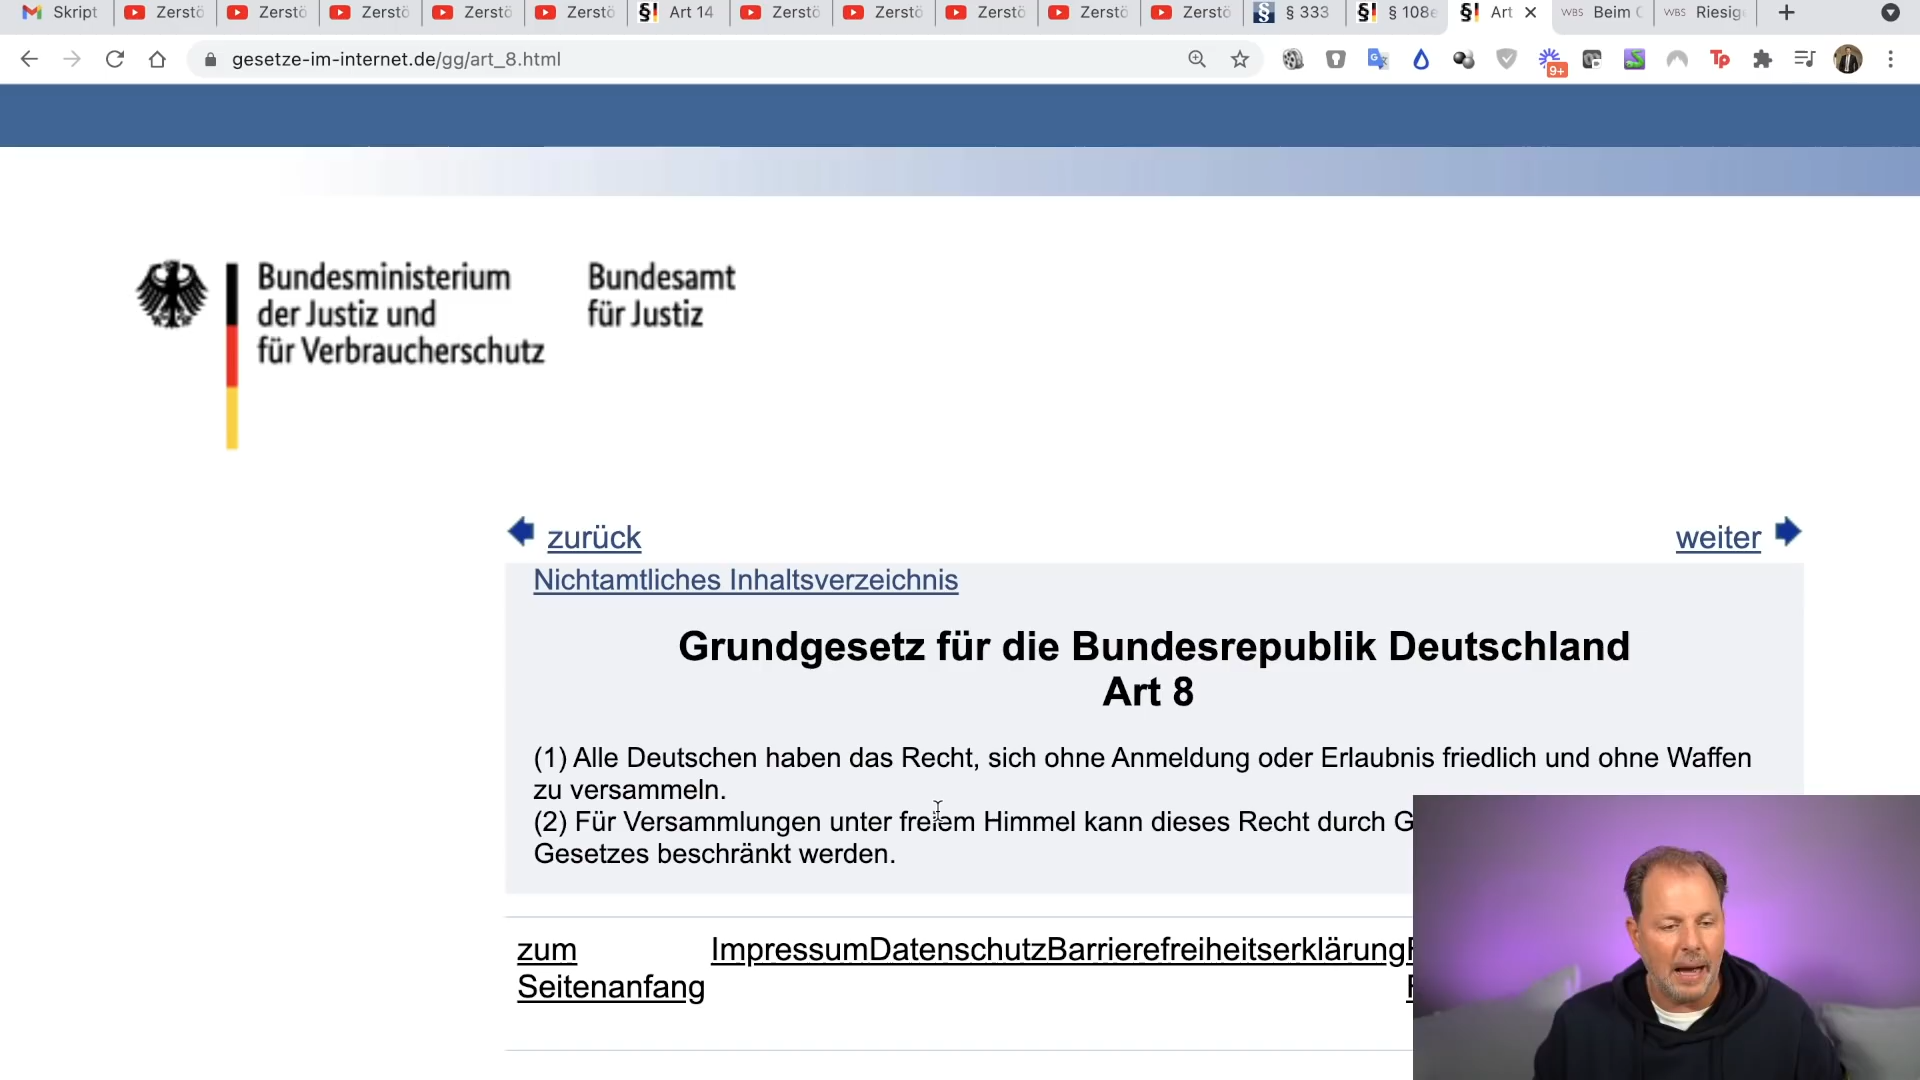 Skript
Zerstö
Zerstö
Zerstö
Zerstö
Zerstö
Art 14
Zerstö
Zerstö
Zerstö
Zerstö
Zerstö
§ 333
§ 108e
Art
WBS Beim
WBS Riesig
gesetze-im-internet.de/gg/art_8.html
9+
Tp
Bundesministerium
der Justiz und
für Verbraucherschutz
Bundesamt
für Justiz
zurück
weiter
Nichtamtliches Inhaltsverzeichnis
Grundgesetz für die Bundesrepublik Deutschland
Art 8
(1) Alle Deutschen haben das Recht, sich ohne Anmeldung oder Erlaubnis friedlich und ohne Waffen
zu versammeln.
(2) Für Versammlungen unter freiem Himmel kann dieses Recht durch G
Gesetzes beschränkt werden.
zum
Seitenanfang
ImpressumDatenschutzBarrierefreiheitserklärung